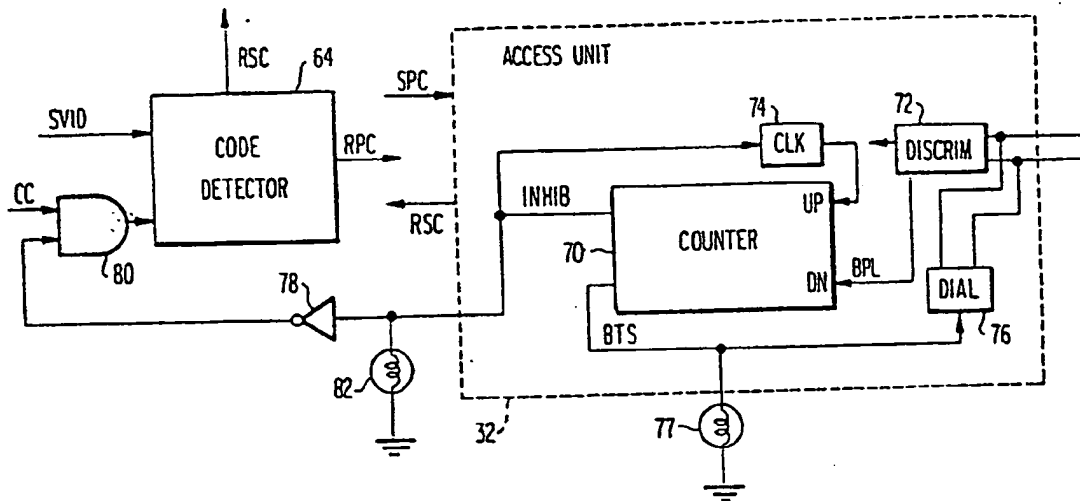 RSC
64
SPC
ACCESS UNIT
SVID
CODE
DETECTOR
RPC
74
CLK
72
DISCRIM
CC
RSC
INHIB
UP
70
COUNTER
80
78
DN
BPL
DIAL
BTS
76
82
32
77